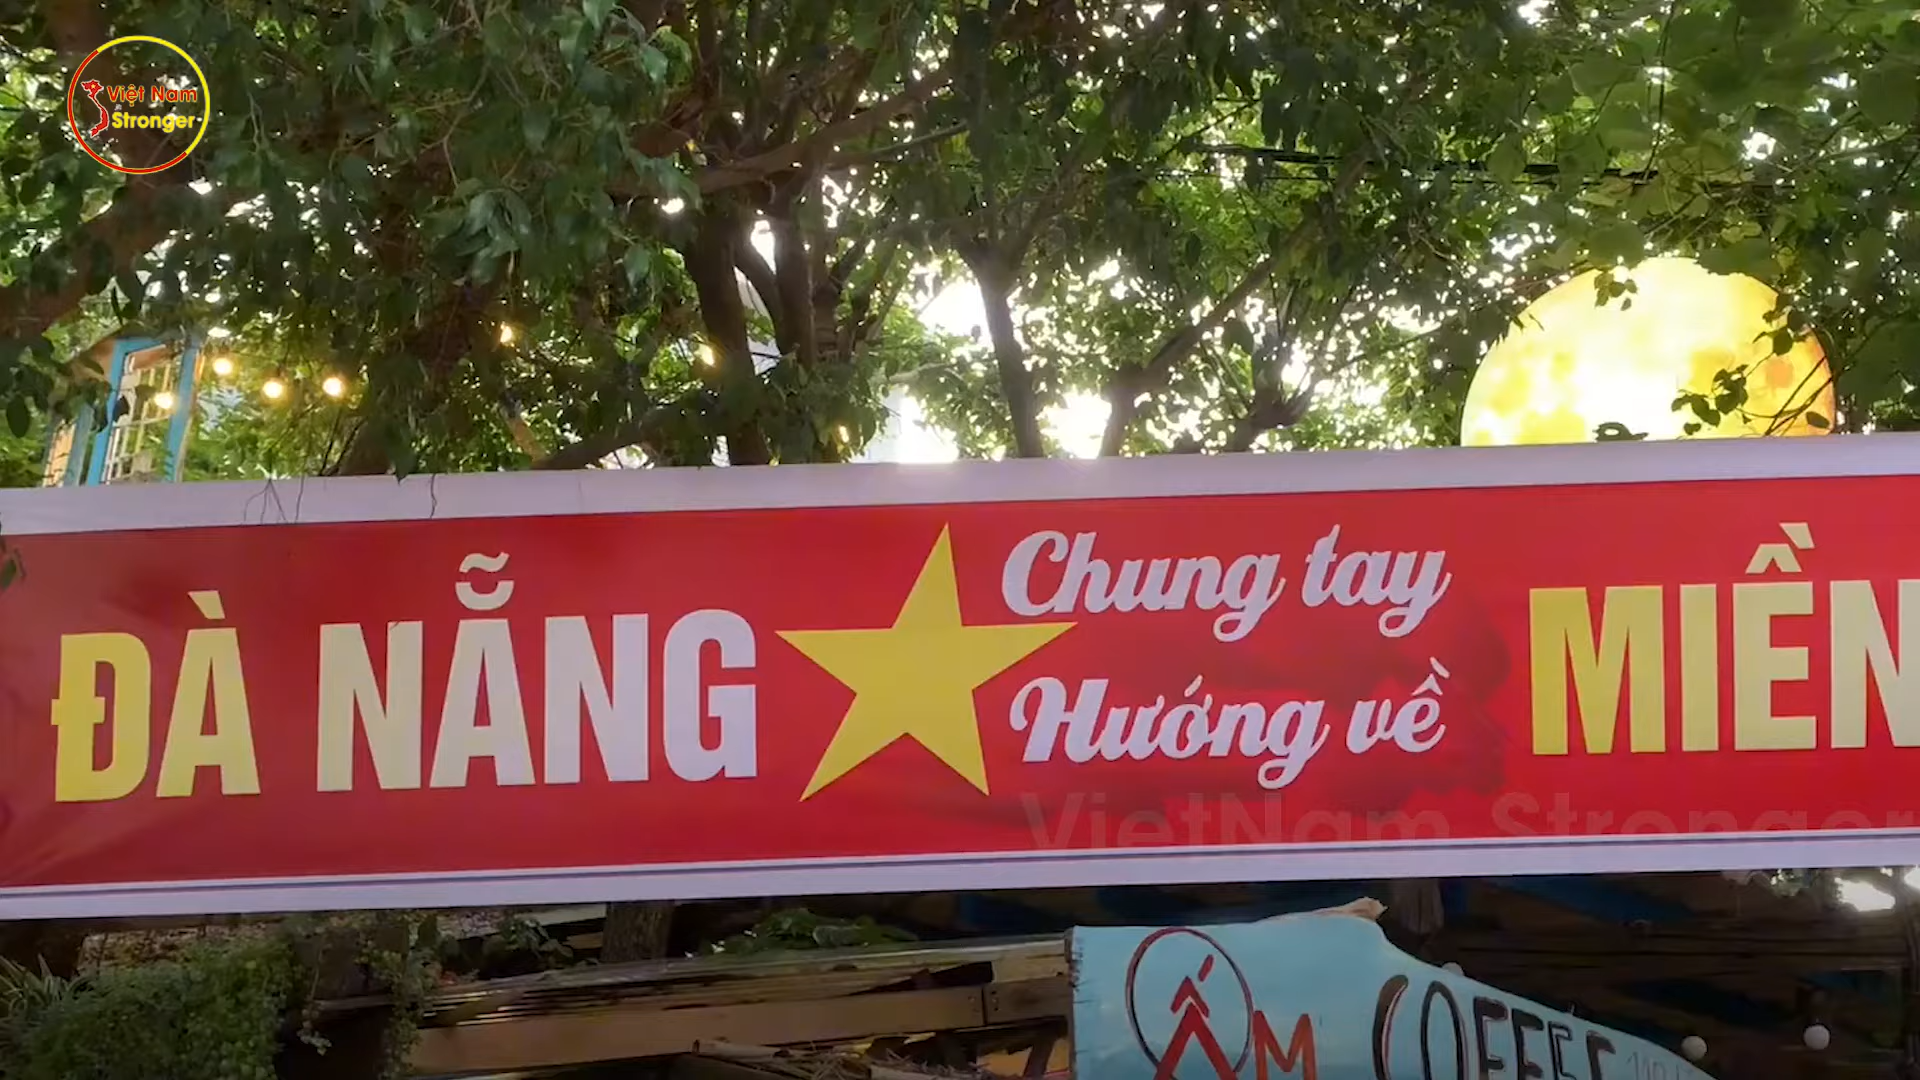 Việt Nam
Stronger
ĐÀ NẴNG
Chung tay
Hướng về
MIỀN
VietNam Stronger
ẤM COFFEE